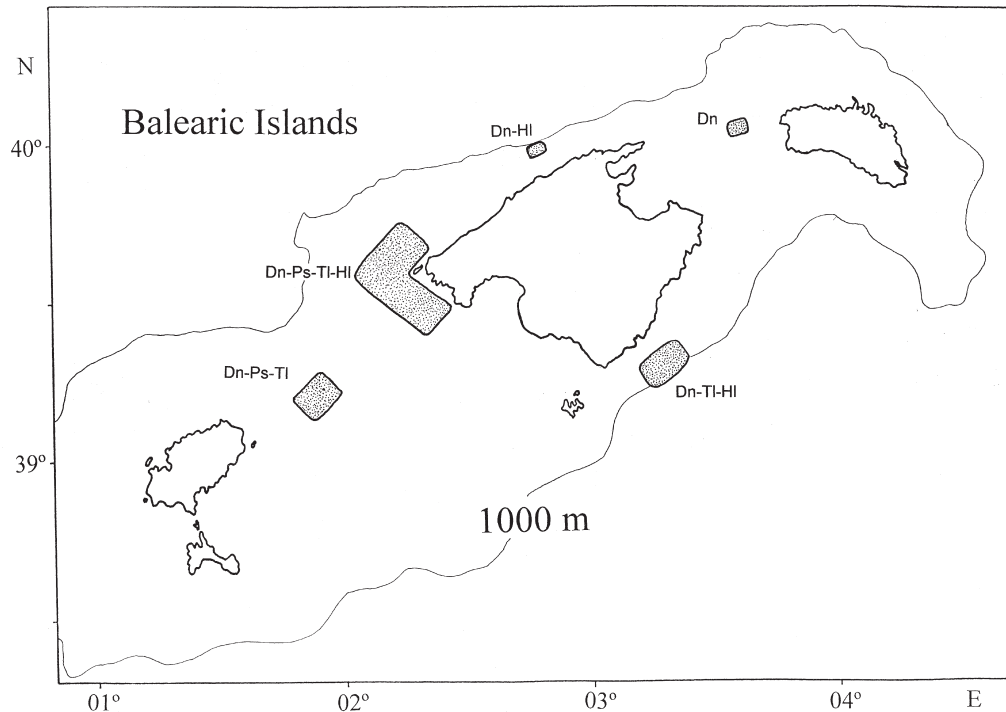 N
Balearic Islands
Dn-Hl
Dn
40º
Dn-Ps-Tl-Hl
Dn-Ps-Tl
Dn-Tl-Hl
39º
1000 m
01º
02º
03º
04º
E